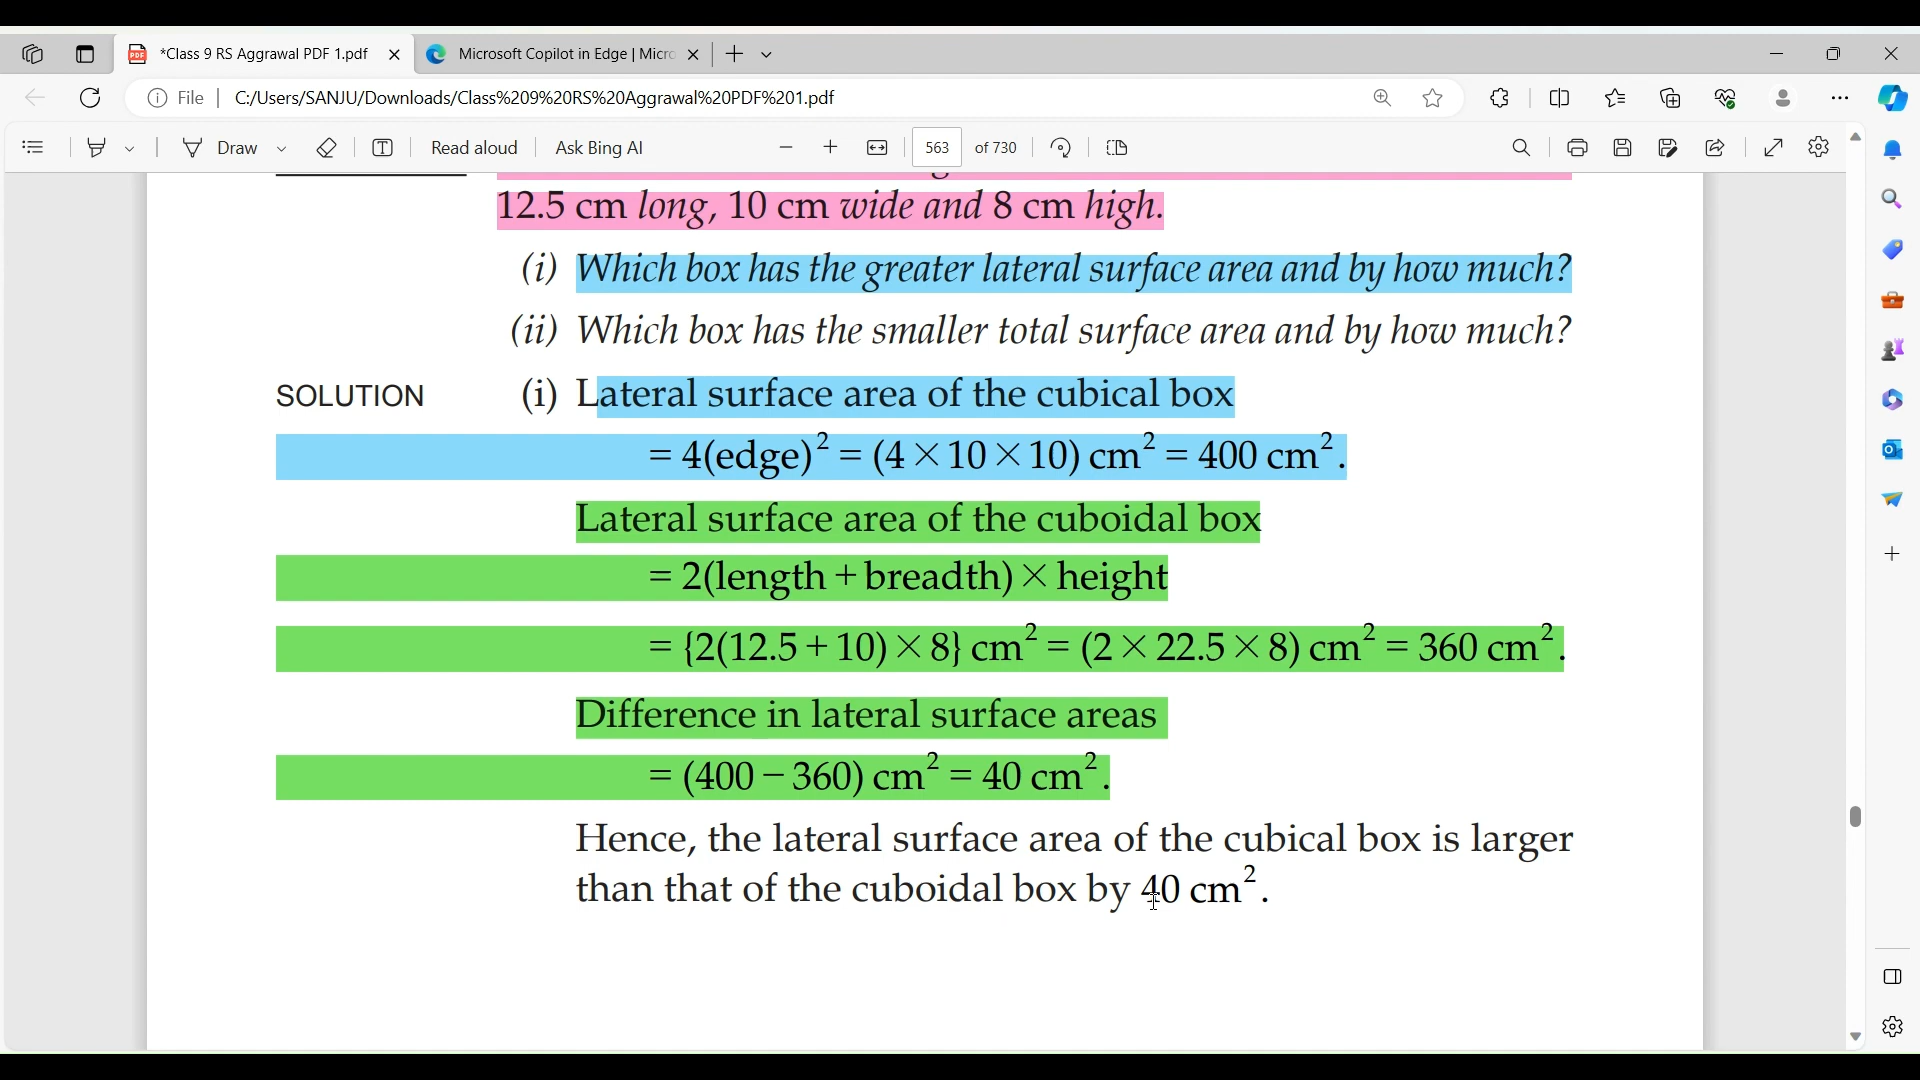 *Class 9 RS Aggrawal PDF 1.pdf
Microsoft Copilot in Edge | Micro
File
C:/Users/SANJU/Downloads/Class%209%20RS%20Aggrawal%20PDF%201.pdf
Draw
Read aloud
Ask Bing AI
563 of 730
12.5 cm long, 10 cm wide and 8 cm high.
(i) Which box has the greater lateral surface area and by how much?
(ii) Which box has the smaller total surface area and by how much?
SOLUTION (i) Lateral surface area of the cubical box
= 4(edge)² = (4 × 10 × 10) cm² = 400 cm².
Lateral surface area of the cuboidal box
= 2(length + breadth) × height
= {2(12.5 + 10) × 8} cm² = (2 × 22.5 × 8) cm² = 360 cm².
Difference in lateral surface areas
= (400 − 360) cm² = 40 cm².
Hence, the lateral surface area of the cubical box is larger
than that of the cuboidal box by 40 cm².